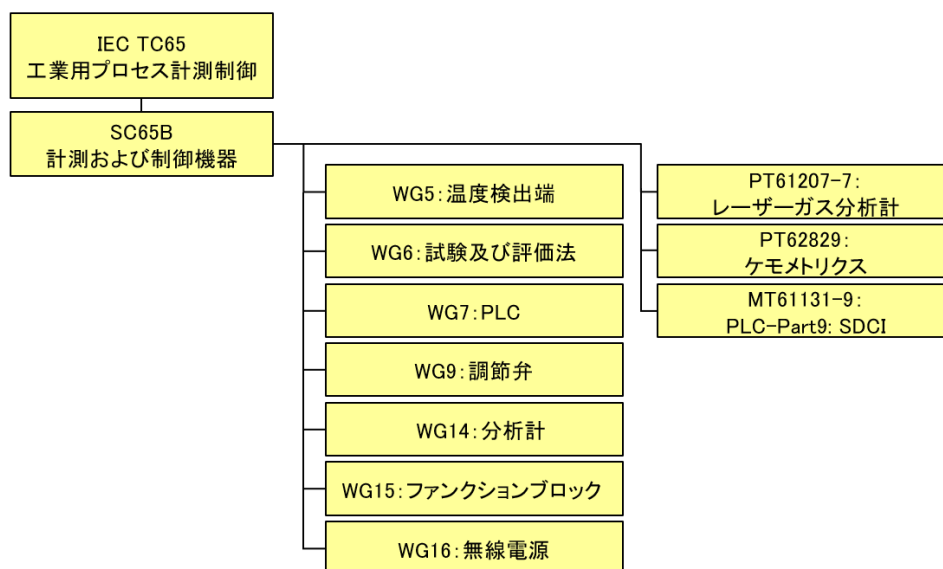 IEC TC65
工業用プロセス計測制御
SC65B
計測および制御機器
WG5:温度検出端
WG6:試験及び評価法
WG7:PLC
WG9:調節弁
WG14:分析計
WG15:ファンクションブロック
WG16:無線電源
PT61207-7:
レーザーガス分析計
PT62829:
ケモメトリクス
MT61131-9:
PLC-Part9: SDCI